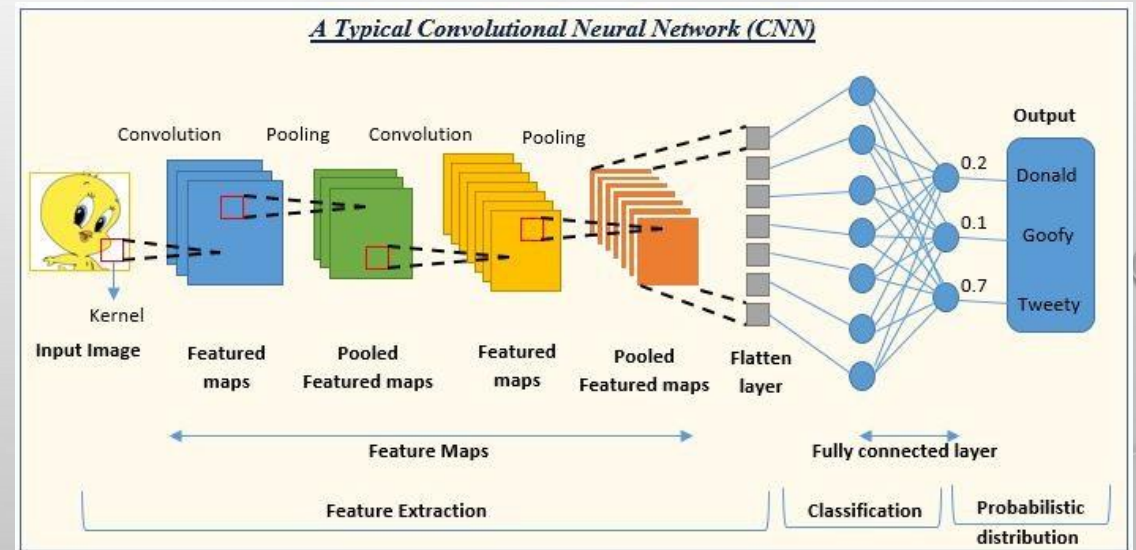 A Typical Convolutional Neural Network (CNN)
Convolution
Pooling
Convolution
Pooling
Output
0.2
Donald
0.1
Goofy
0.7
Tweety
Kernel
Input Image
Featured
maps
Pooled
Featured maps
Featured
maps
Pooled
Featured maps
Flatten
layer
Feature Maps
Fully connected layer
Feature Extraction
Classification
Probabilistic
distribution